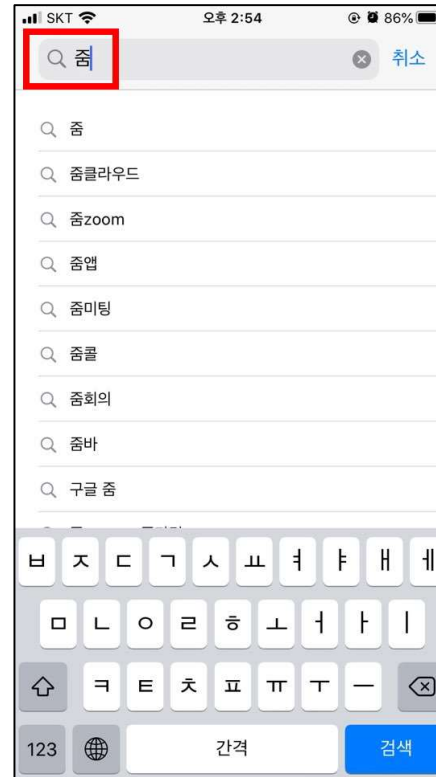 SKT 오후 2:54 86%
줌 취소
줌
줌클라우드
줌zoom
줌앱
줌미팅
줌콜
줌회의
줌바
구글 줌
ㅂ ㅈ ㄷ ㄱ ㅅ ㅛ ㅕ ㅑ ㅐ ㅔ
ㅁ ㄴ ㅇ ㄹ ㅎ ㅗ ㅓ ㅏ ㅣ
ㅋ ㅌ ㅊ ㅍ ㅠ ㅜ ㅡ
123 간격 검색